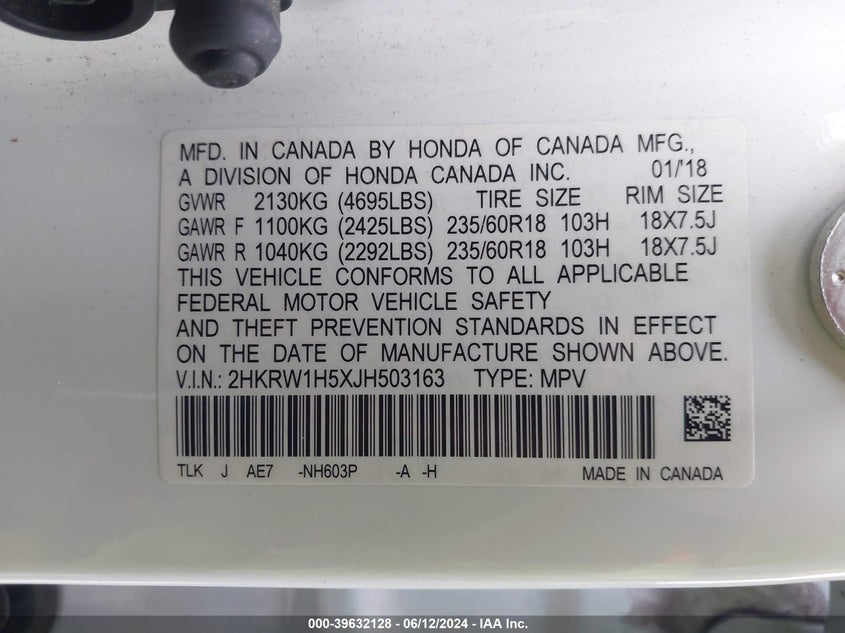 MFD. IN CANADA BY HONDA OF CANADA MFG.,
A DIVISION OF HONDA CANADA INC. 01/'18
GVWR 2130KG (4695LBS) TIRE SIZE RIM SIZE
GAWR F 1100KG (2425LBS) 235/60R18 103H 18X7.5J
GAWR R 1040KG (2292LBS) 235/60R18 103H 18X7.5J
THIS VEHICLE CONFORMS TO ALL APPLICABLE
FEDERAL MOTOR VEHICLE SAFETY
AND THEFT PREVENTION STANDARDS IN EFFECT
ON THE DATE OF MANUFACTURE SHOWN ABOVE.
V.I.N.: 2HKRW1H5XJH503163 TYPE: MPV
TLK J AE7 -NH603P -A -H MADE IN CANADA
000-39632128 - 06/12/2024 - IAA Inc.